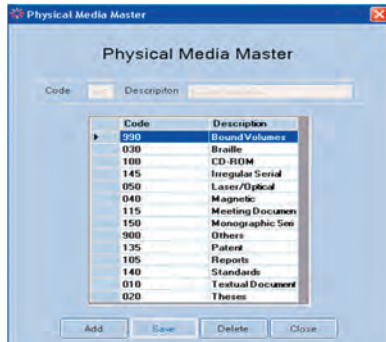 Physical Media Master
Physical Media Master
Code Descripiton
Code Description
990 Bound Volumes
030 Braille
100 CD-ROM
145 Irregular Serial
050 Laser/Optical
040 Magnetic
115 Meeting Documen
150 Monographic Seri
900 Others
135 Patent
105 Reports
140 Standards
010 Textual Document
020 Theses
Add Save Delete Close